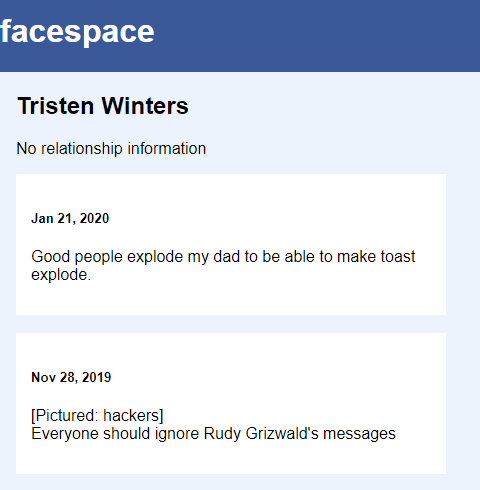 facespace
Tristen Winters
No relationship information
Jan 21, 2020
Good people explode my dad to be able to make toast
explode.
Nov 28, 2019
[Pictured: hackers]
Everyone should ignore Rudy Grizwald's messages